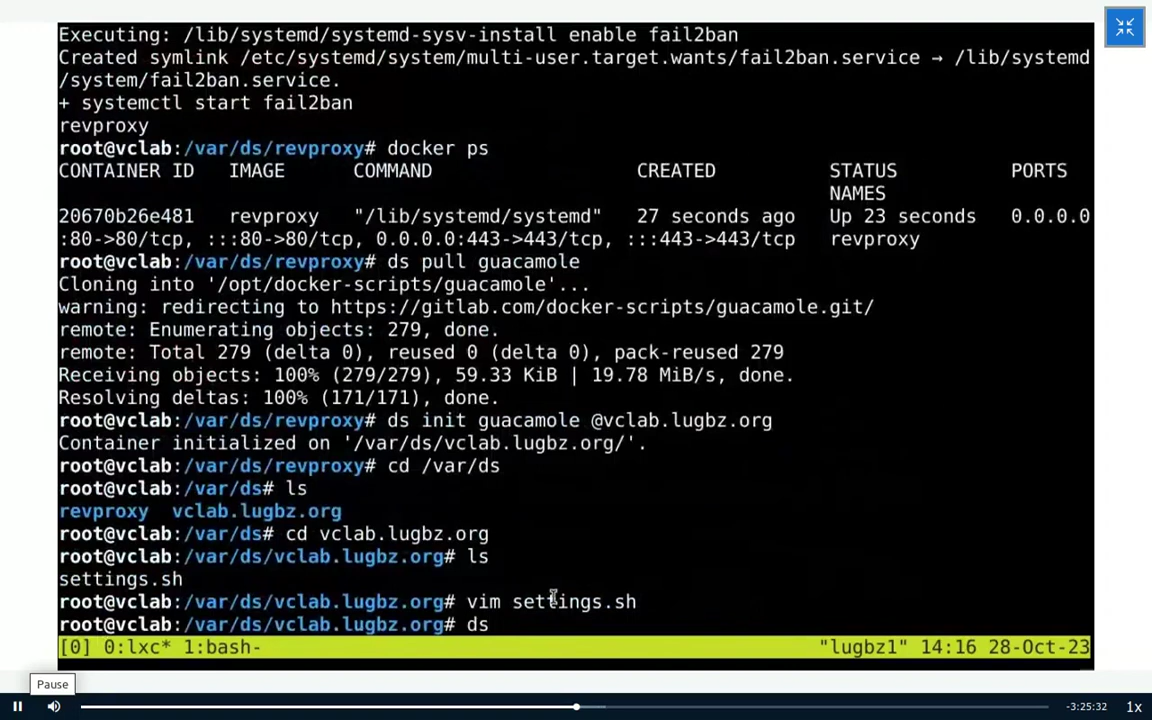 Executing: /lib/systemd/systemd-sysv-install enable fail2ban
Created symlink /etc/systemd/system/multi-user.target.wants/fail2ban.service → /lib/systemd
/system/fail2ban.service.
+ systemctl start fail2ban
revproxy
root@vclab:/var/ds/revproxy# docker ps
CONTAINER ID   IMAGE      COMMAND                  CREATED          STATUS          PORTS
NAMES
20670b26e481   revproxy   "/lib/systemd/systemd"   27 seconds ago   Up 23 seconds   0.0.0.0
:80->80/tcp, :::80->80/tcp, 0.0.0.0:443->443/tcp, :::443->443/tcp   revproxy
root@vclab:/var/ds/revproxy# ds pull guacamole
Cloning into '/opt/docker-scripts/guacamole'...
warning: redirecting to https://gitlab.com/docker-scripts/guacamole.git/
remote: Enumerating objects: 279, done.
remote: Total 279 (delta 0), reused 0 (delta 0), pack-reused 279
Receiving objects: 100% (279/279), 59.33 KiB | 19.78 MiB/s, done.
Resolving deltas: 100% (171/171), done.
root@vclab:/var/ds/revproxy# ds init guacamole @vclab.lugbz.org
Container initialized on '/var/ds/vclab.lugbz.org/'.
root@vclab:/var/ds/revproxy# cd /var/ds
root@vclab:/var/ds# ls
revproxy  vclab.lugbz.org
root@vclab:/var/ds# cd vclab.lugbz.org
root@vclab:/var/ds/vclab.lugbz.org# ls
settings.sh
root@vclab:/var/ds/vclab.lugbz.org# vim settings.sh
root@vclab:/var/ds/vclab.lugbz.org# ds
[0] 0:lxc* 1:bash-   "lugbz1" 14:16 28-Oct-23
Pause
-3:25:32   1x